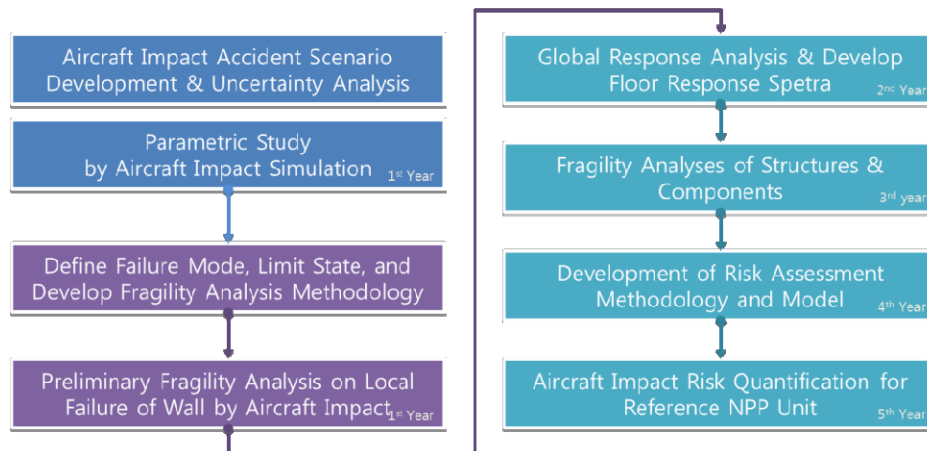 Aircraft Impact Accident Scenario
Development & Uncertainty Analysis
Parametric Study
by Aircraft Impact Simulation
1st Year
Define Failure Mode, Limit State, and
Develop Fragility Analysis Methodology
Preliminary Fragility Analysis on Local
Failure of Wall by Aircraft Impact
1st Year
Global Response Analysis & Develop
Floor Response Spetra
2nd Year
Fragility Analyses of Structures &
Components
3rd year
Development of Risk Assessment
Methodology and Model
4th Year
Aircraft Impact Risk Quantification for
Reference NPP Unit
5th Year